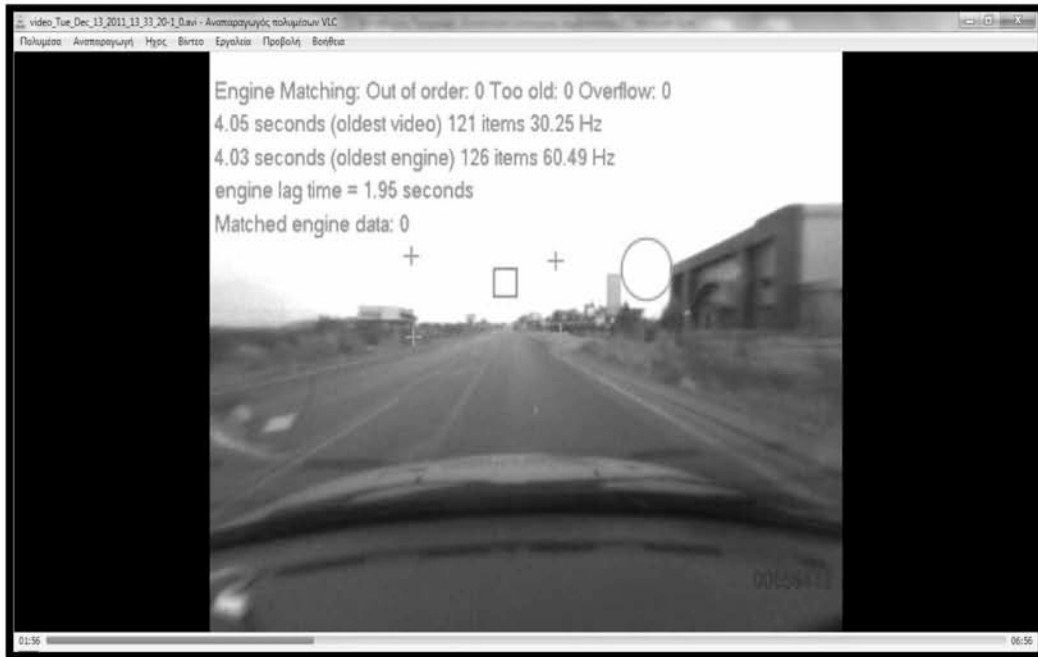 video_Tue_Dec_13_2011_13_33_20-1_0.avi - Αναπαραγωγός πολυμέσων VLC
Πολυμέσα Αναπαραγωγή Ήχος Βίντεο Εργαλεία Προβολή Βοήθεια
Engine Matching: Out of order: 0 Too old: 0 Overflow: 0
4.05 seconds (oldest video) 121 items 30.25 Hz
4.03 seconds (oldest engine) 126 items 60.49 Hz
engine lag time = 1.95 seconds
Matched engine data: 0
01:56 06:56